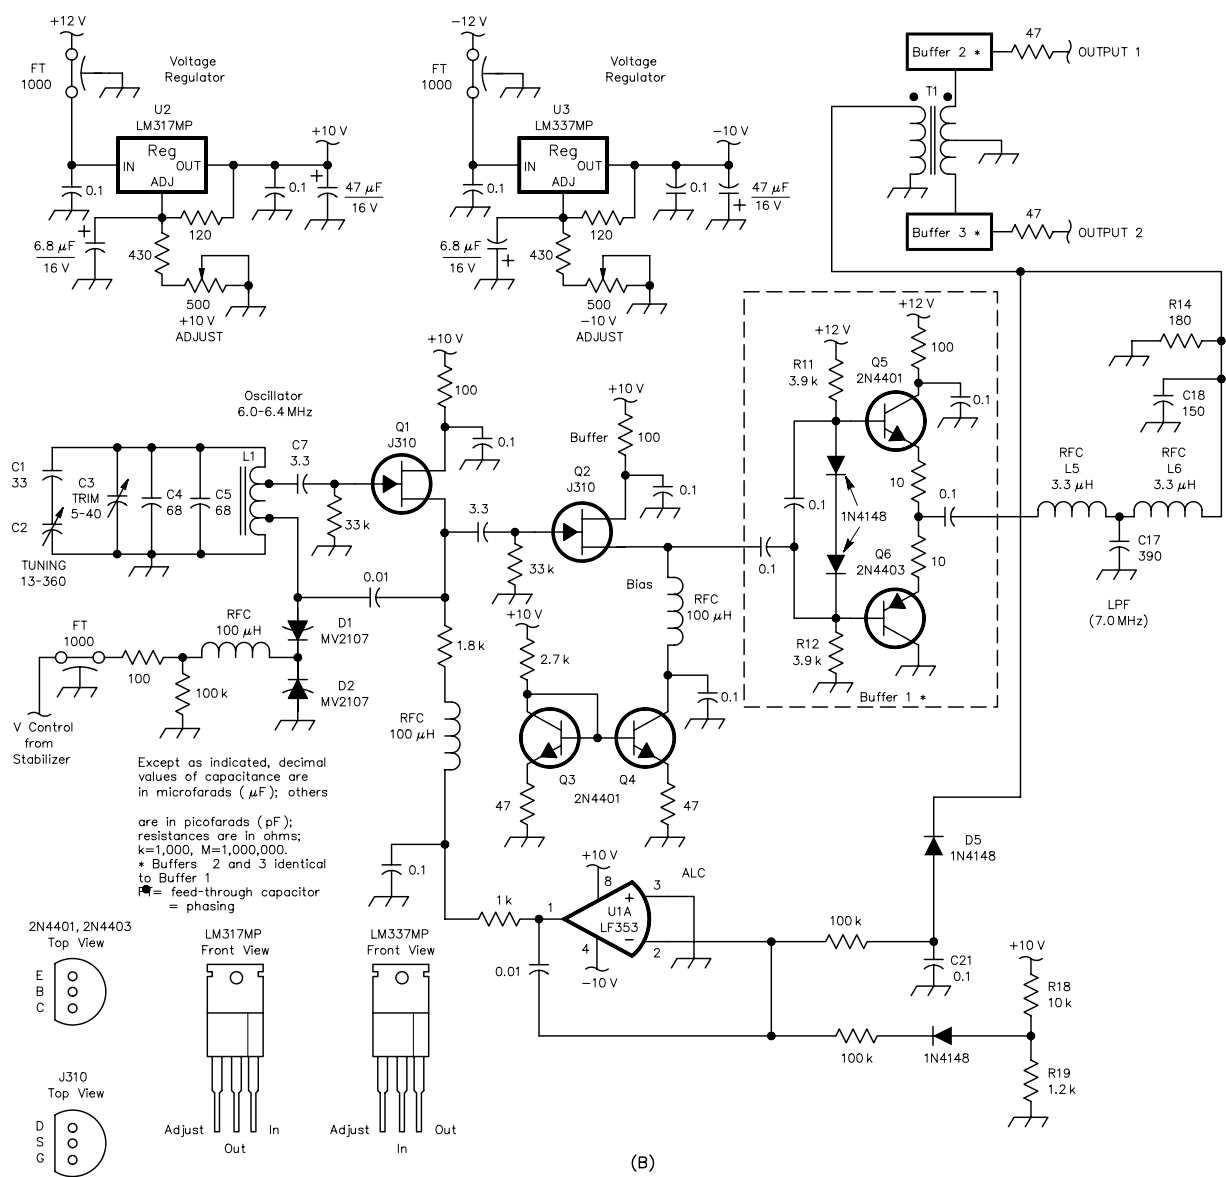 +12 V
FT
1000
Voltage
Regulator
U2
LM317MP
Reg
IN
OUT
ADJ
+10 V
0.1
0.1
+
47 µF
16 V
+
6.8 µF
16 V
120
430
500
+10 V
ADJUST
−12 V
FT
1000
Voltage
Regulator
U3
LM337MP
Reg
IN
OUT
ADJ
−10 V
0.1
0.1
47 µF
+
16 V
6.8 µF
16 V
+
120
430
500
−10 V
ADJUST
Buffer 2 *
47
OUTPUT 1
T1
Buffer 3 *
47
OUTPUT 2
R14
180
C18
150
RFC
L5
3.3 µH
RFC
L6
3.3 µH
C17
390
LPF
(7.0 MHz)
Oscillator
6.0-6.4 MHz
C1
33
C2
TUNING
13-360
C3
TRIM
5-40
C4
68
C5
68
L1
C7
3.3
33 k
Q1
J310
+10 V
100
0.1
3.3
33 k
Buffer
Q2
J310
+10 V
100
0.1
0.01
D1
MV2107
D2
MV2107
RFC
100 µH
FT
1000
100
100 k
V Control
from
Stabilizer
1.8 k
RFC
100 µH
Bias
RFC
100 µH
+10 V
2.7 k
0.1
Q3
Q4
2N4401
47
47
+12 V
R11
3.9 k
Q5
2N4401
+12 V
100
0.1
0.1
0.1
1N4148
10
0.1
Q6
2N4403
10
R12
3.9 k
Buffer 1 *
Except as indicated, decimal
values of capacitance are
in microfarads ( µF); others
are in picofarads (pF);
resistances are in ohms;
k=1,000, M=1,000,000.
* Buffers 2 and 3 identical
to Buffer 1
FT= feed-through capacitor
= phasing
0.1
1 k
0.01
+10 V
8
3
+
U1A
LF353
1
−
4
2
−10 V
ALC
D5
1N4148
100 k
C21
0.1
100 k
1N4148
+10 V
R18
10 k
R19
1.2 k
2N4401, 2N4403
Top View
E
B
C
J310
Top View
D
S
G
LM317MP
Front View
Adjust
Out
In
LM337MP
Front View
Adjust
In
Out
(B)